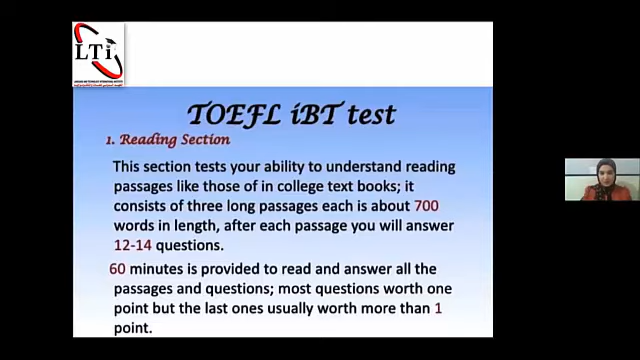 LTi
TOEFL iBT test
1. Reading Section
This section tests your ability to understand reading
passages like those of in college text books; it
consists of three long passages each is about 700
words in length, after each passage you will answer
12-14 questions.
60 minutes is provided to read and answer all the
passages and questions; most questions worth one
point but the last ones usually worth more than 1
point.